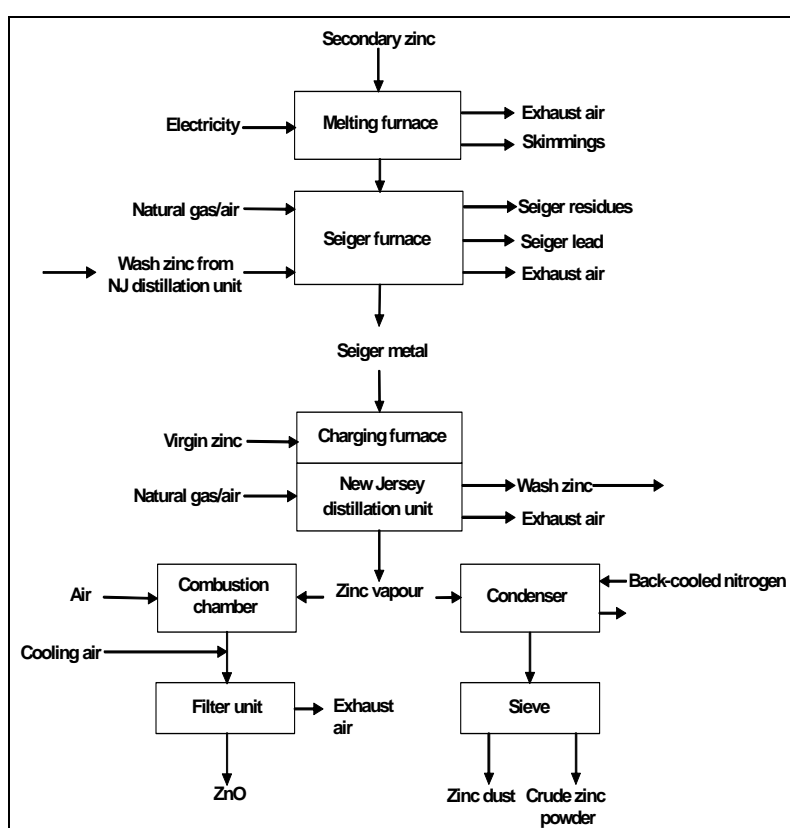 Secondary zinc
Electricity
Melting furnace
Exhaust air
Skimmings
Natural gas/air
Seiger furnace
Seiger residues
Seiger lead
Exhaust air
Wash zinc from
NJ distillation unit
Seiger metal
Virgin zinc
Charging furnace
Natural gas/air
New Jersey
distillation unit
Wash zinc
Exhaust air
Air
Combustion
chamber
Zinc vapour
Condenser
Back-cooled nitrogen
Cooling air
Filter unit
Exhaust
air
Sieve
ZnO
Zinc dust
Crude zinc
powder